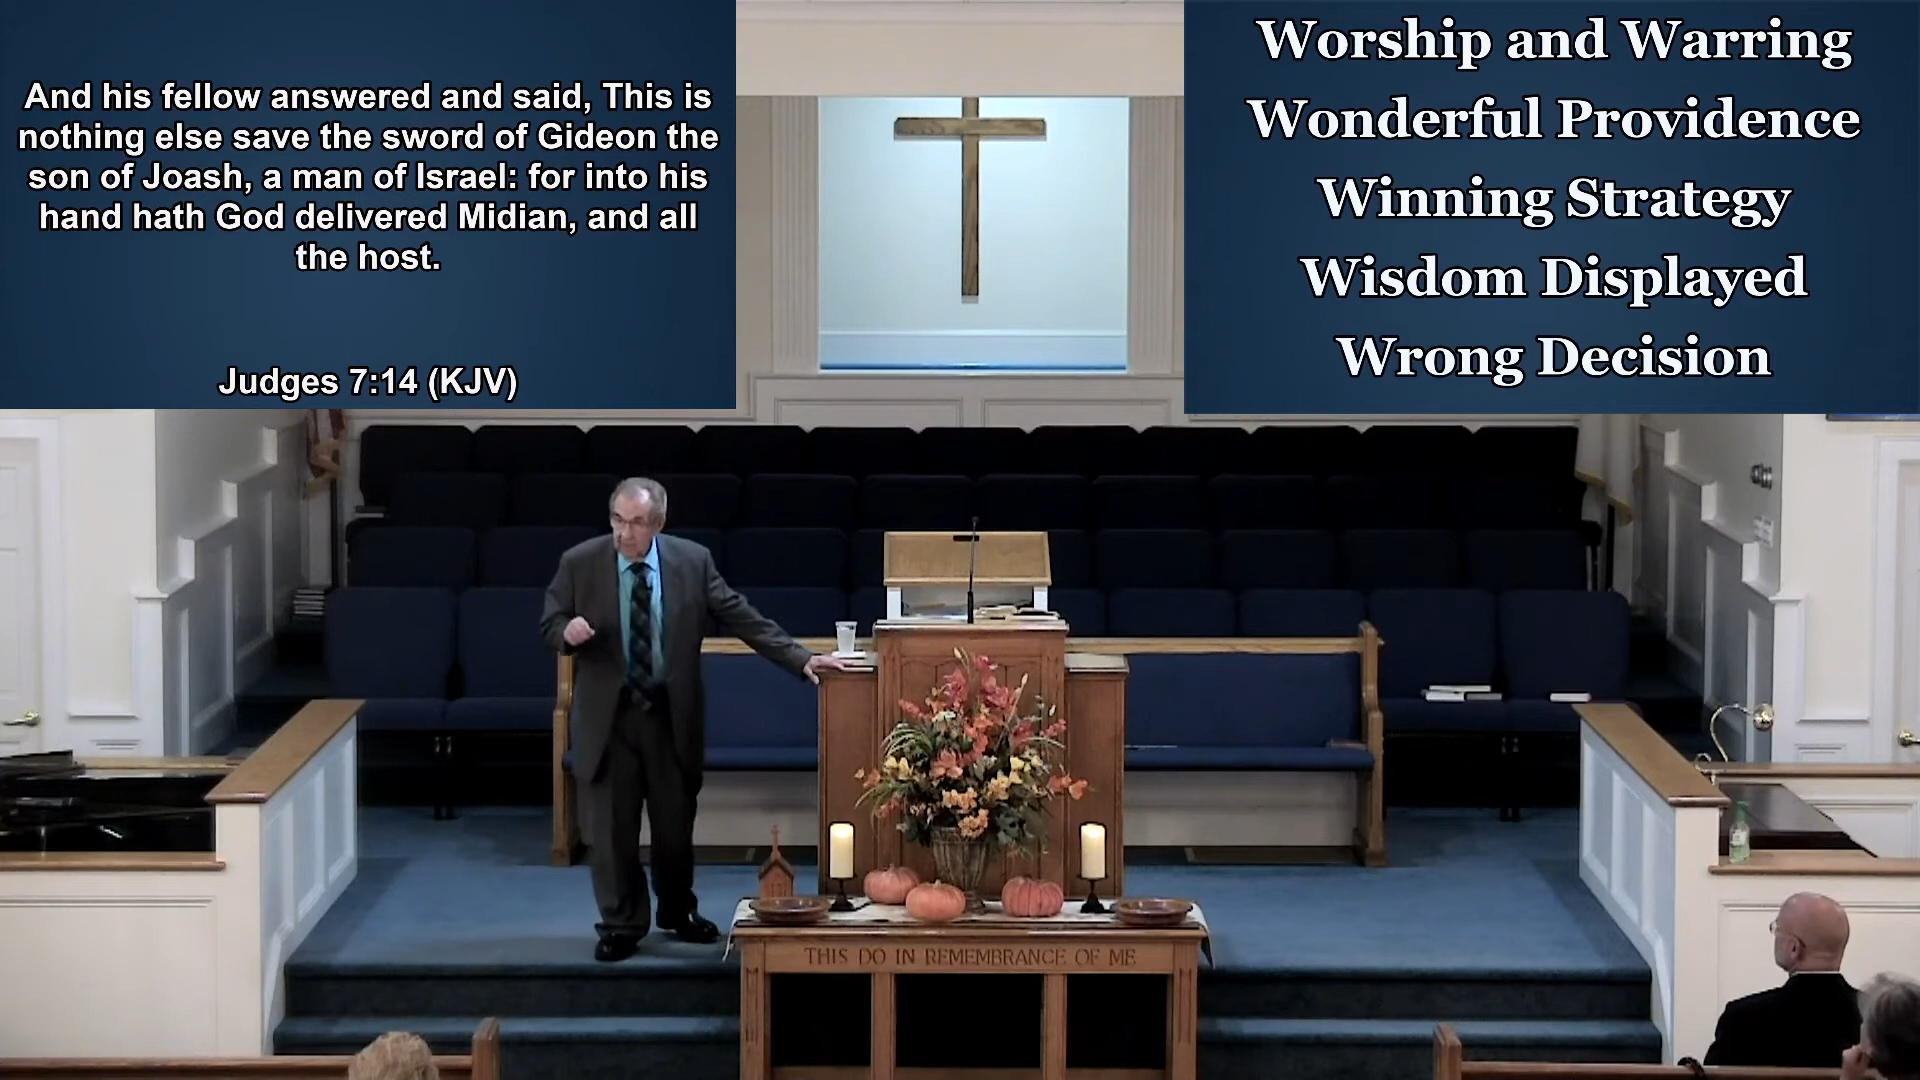 And his fellow answered and said, This is
nothing else save the sword of Gideon the
son of Joash, a man of Israel: for into his
hand hath God delivered Midian, and all
the host.
Judges 7:14 (KJV)
Worship and Warring
Wonderful Providence
Winning Strategy
Wisdom Displayed
Wrong Decision
THIS DO IN REMEMBRANCE OF ME